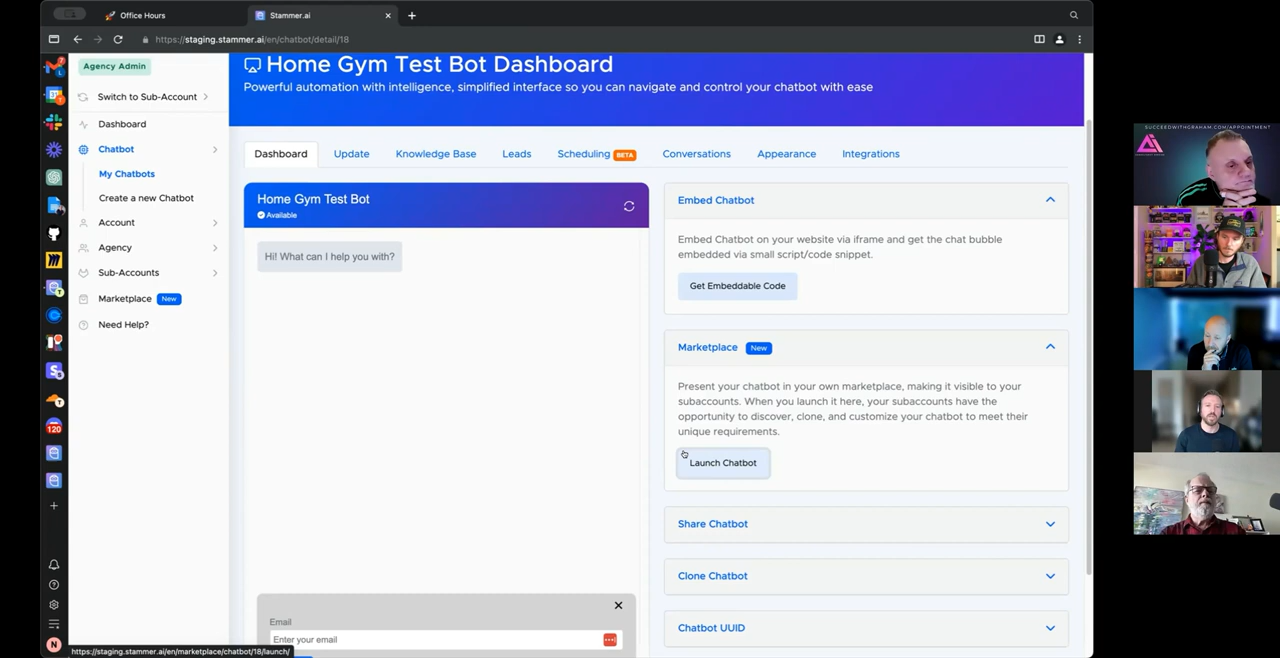 Office Hours
Stammer.ai
https://staging.stammer.ai/en/chatbot/detail/18
Agency Admin
Switch to Sub-Account
Dashboard
Chatbot
My Chatbots
Create a new Chatbot
Account
Agency
Sub-Accounts
Marketplace New
Need Help?
120
N
Home Gym Test Bot Dashboard
Powerful automation with intelligence, simplified interface so you can navigate and control your chatbot with ease
Dashboard Update Knowledge Base Leads Scheduling BETA Conversations Appearance Integrations
Home Gym Test Bot
Available
Hi! What can I help you with?
Email
Enter your email
Embed Chatbot
Embed Chatbot on your website via iframe and get the chat bubble
embedded via small script/code snippet.
Get Embeddable Code
Marketplace New
Present your chatbot in your own marketplace, making it visible to your
subaccounts. When you launch it here, your subaccounts have the
opportunity to discover, clone, and customize your chatbot to meet their
unique requirements.
Launch Chatbot
Share Chatbot
Clone Chatbot
Chatbot UUID
https://staging.stammer.ai/en/marketplace/chatbot/18/launch/
SUCCEEDWITHGRAHAM.COM/APPOINTMENT